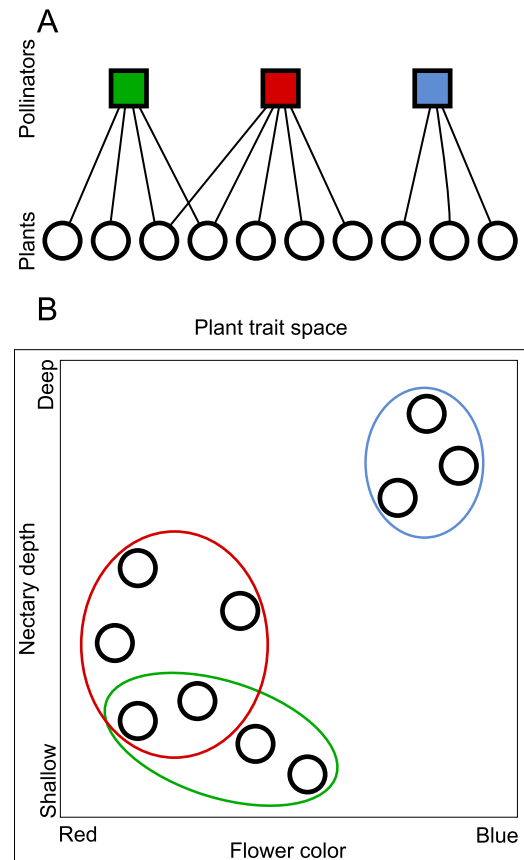 A
Pollinators
Plants
B
Plant trait space
Deep
Nectary depth
Shallow
Red
Flower color
Blue